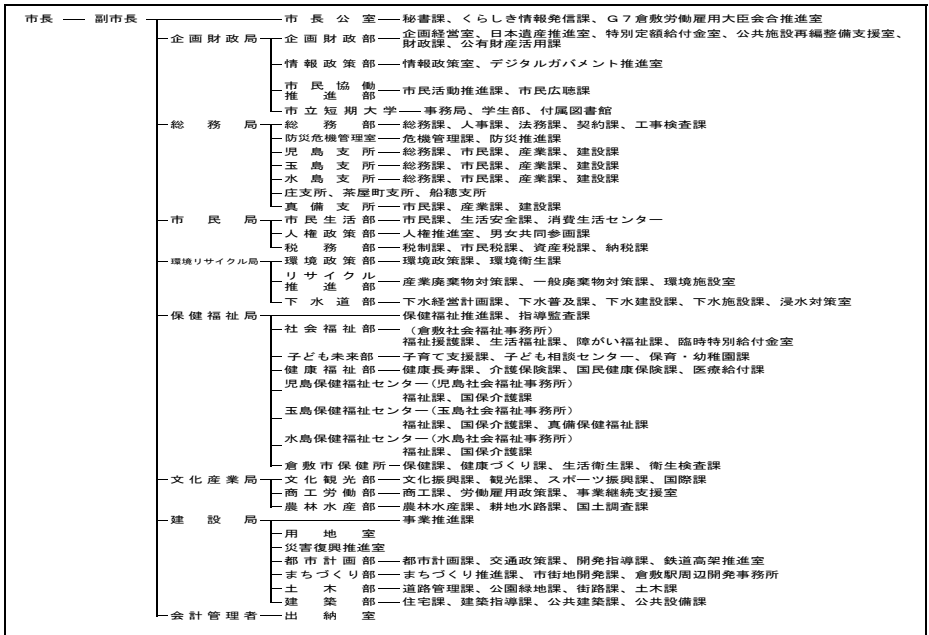 市長 副市長 市長公室 秘書課、くらしき情報発信課、Ｇ７倉敷労働雇用大臣会合推進室
企画財政局 企画財政部 企画経営室、日本遺産推進室、特別定額給付金室、公共施設再編整備支援室、
財政課、公有財産活用課
情報政策部 情報政策室、デジタルガバメント推進室
市民協働
推進部 市民活動推進課、市民広聴課
市立短期大学 事務局、学生部、付属図書館
総務局 総務部 総務課、人事課、法務課、契約課、工事検査課
防災危機管理室 危機管理課、防災推進課
児島支所 総務課、市民課、産業課、建設課
玉島支所 総務課、市民課、産業課、建設課
水島支所 総務課、市民課、産業課、建設課
庄支所、茶屋町支所、船穂支所
真備支所 市民課、産業課、建設課
市民局 市民生活部 市民課、生活安全課、消費生活センター
人権政策部 人権推進室、男女共同参画課
税務部 税制課、市民税課、資産税課、納税課
環境リサイクル局 環境政策部 環境政策課、環境衛生課
リサイクル
推進部 産業廃棄物対策課、一般廃棄物対策課、環境施設室
下水道部 下水経営計画課、下水普及課、下水建設課、下水施設課、浸水対策室
保健福祉局 保健福祉推進課、指導監査課
社会福祉部 （倉敷社会福祉事務所）
福祉援護課、生活福祉課、障がい福祉課、臨時特別給付金室
子ども未来部 子育て支援課、子ども相談センター、保育・幼稚園課
健康福祉部 健康長寿課、介護保険課、国民健康保険課、医療給付課
児島保健福祉センター（児島社会福祉事務所）
福祉課、国保介護課
玉島保健福祉センター（玉島社会福祉事務所）
福祉課、国保介護課、真備保健福祉課
水島保健福祉センター（水島社会福祉事務所）
福祉課、国保介護課
倉敷市保健所 保健課、健康づくり課、生活衛生課、衛生検査課
文化産業局 文化観光部 文化振興課、観光課、スポーツ振興課、国際課
商工労働部 商工課、労働雇用政策課、事業継続支援室
農林水産部 農林水産課、耕地水路課、国土調査課
建設局 事業推進課
用地室
災害復興推進室
都市計画部 都市計画課、交通政策課、開発指導課、鉄道高架推進室
まちづくり部 まちづくり推進課、市街地開発課、倉敷駅周辺開発事務所
土木部 道路管理課、公園緑地課、街路課、土木課
建築部 住宅課、建築指導課、公共建築課、公共設備課
会計管理者 出納室